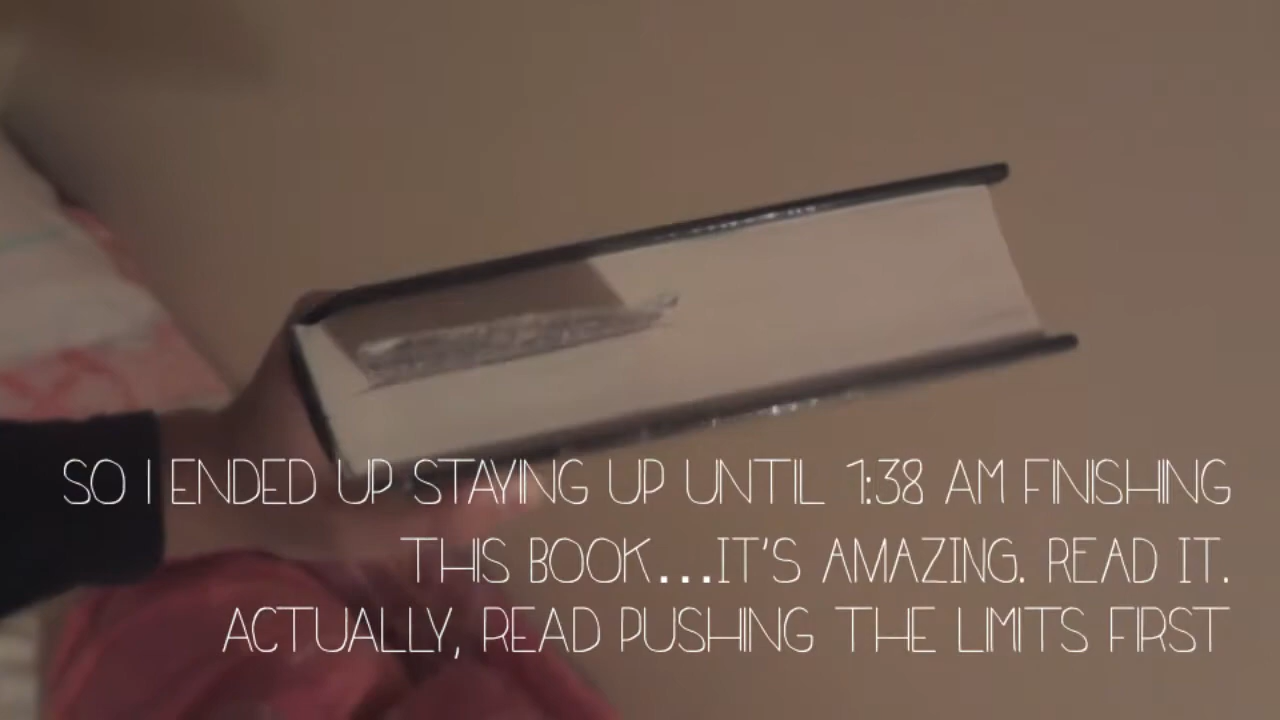 SO I ENDED UP STAYING UP UNTIL 1:38 AM FINISHING
THIS BOOK...IT'S AMAZING. READ IT.
ACTUALLY, READ PUSHING THE LIMITS FIRST